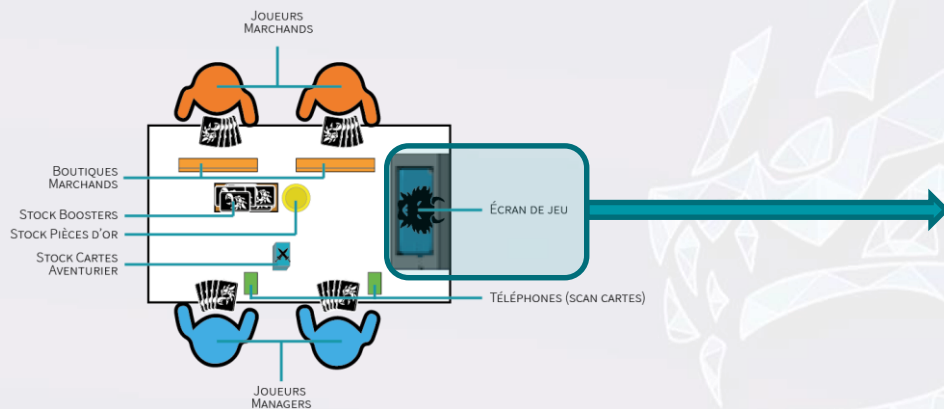 Joueurs
Marchands
Boutiques
Marchands
Stock Boosters
Stock Pièces d'or
Stock Cartes
Aventurier
Écran de jeu
Téléphones (scan cartes)
Joueurs
Managers